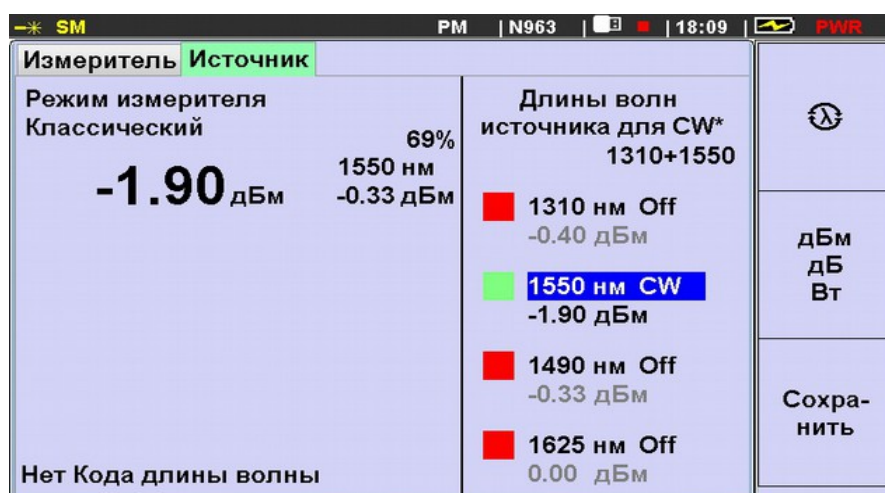 SM PM | N963 | | 18:09 | PWR
Измеритель Источник
Режим измерителя
Классический
69%
1550 нм
-1.90 дБм
-0.33 дБм
Нет Кода длины волны
Длины волн
источника для CW*
1310+1550
1310 нм Off
-0.40 дБм
1550 нм CW
-1.90 дБм
1490 нм Off
-0.33 дБм
1625 нм Off
0.00 дБм
λ
дБм
дБ
Вт
Сохра-
нить